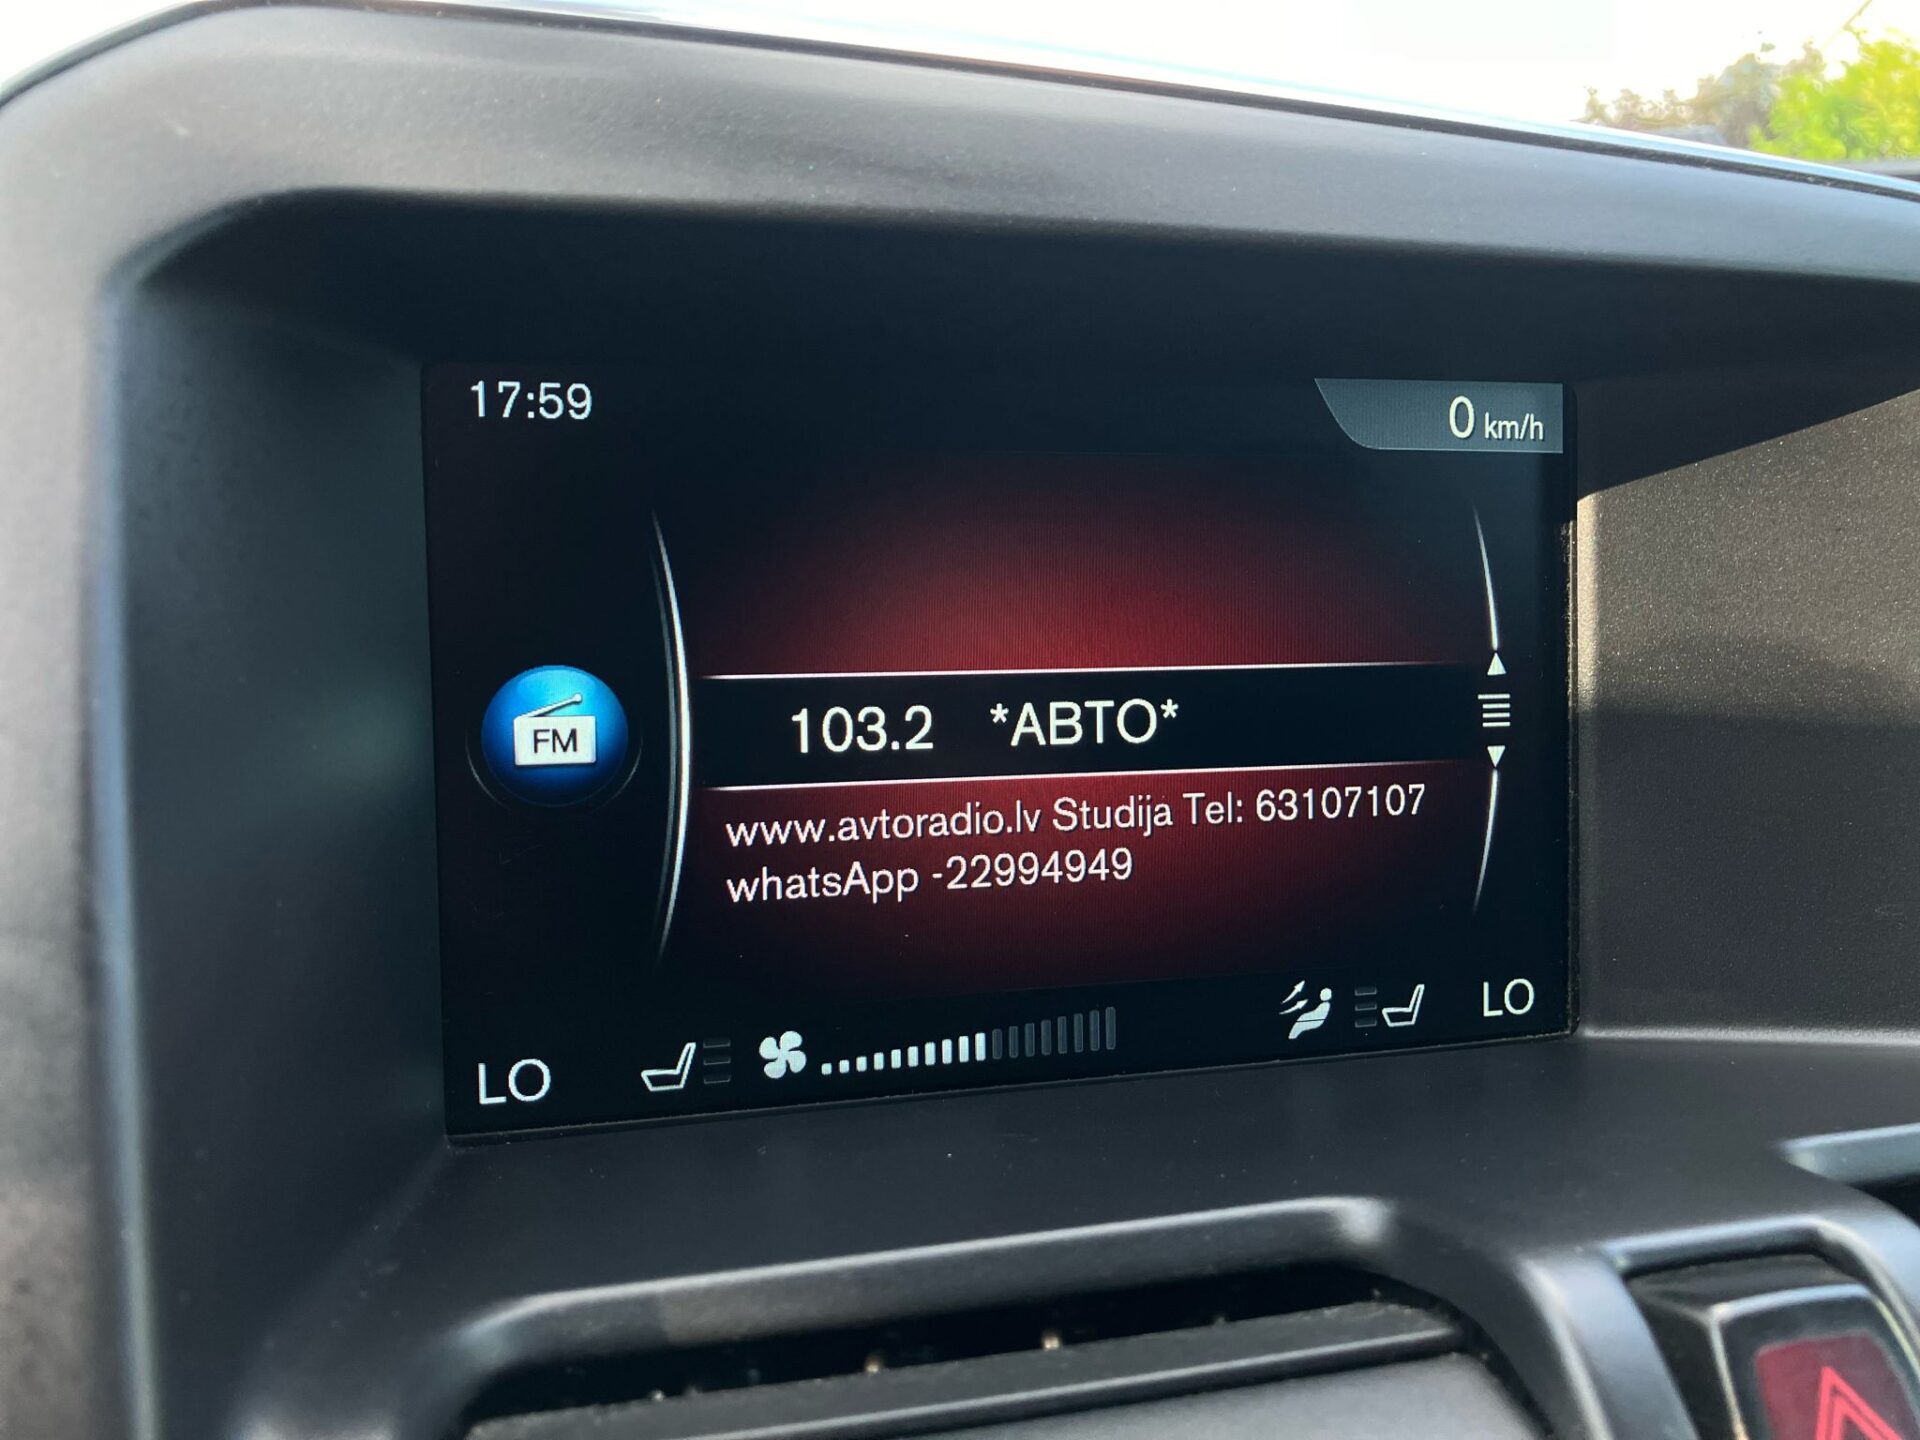 17:59
0 km/h
FM
103.2 *АВТО*
www.avtoradio.lv Studija Tel: 63107107
whatsApp -22994949
LO
LO